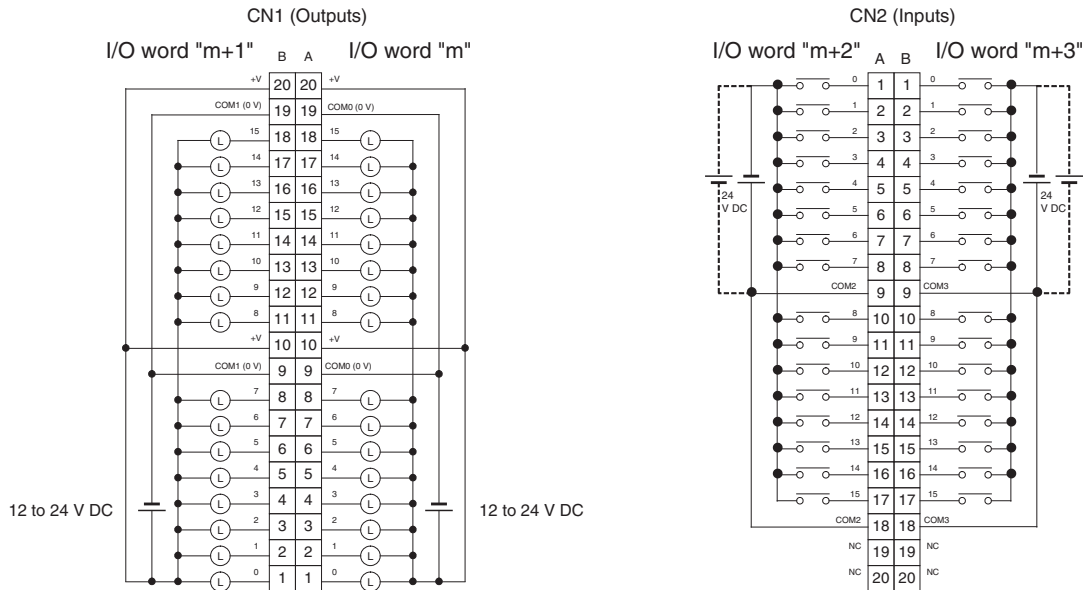 CN1 (Outputs)
I/O word "m+1" B A I/O word "m"
+V 20 20 +V
COM1 (0 V) 19 19 COM0 (0 V)
L 15 18 18 15 L
L 14 17 17 14 L
L 13 16 16 13 L
L 12 15 15 12 L
L 11 14 14 11 L
L 10 13 13 10 L
L 9 12 12 9 L
L 8 11 11 8 L
+V 10 10 +V
COM1 (0 V) 9 9 COM0 (0 V)
L 7 8 8 7 L
L 6 7 7 6 L
L 5 6 6 5 L
L 4 5 5 4 L
12 to 24 V DC L 3 4 4 3 L 12 to 24 V DC
L 2 3 3 2 L
L 1 2 2 1 L
L 0 1 1 0 L
CN2 (Inputs)
I/O word "m+2" A B I/O word "m+3"
0 1 1 0
1 2 2 1
2 3 3 2
3 4 4 3
24 V DC 4 5 5 4 24 V DC
5 6 6 5
6 7 7 6
7 8 8 7
COM2 9 9 COM3
8 10 10 8
9 11 11 9
10 12 12 10
11 13 13 11
12 14 14 12
13 15 15 13
14 16 16 14
15 17 17 15
COM2 18 18 COM3
NC 19 19 NC
NC 20 20 NC